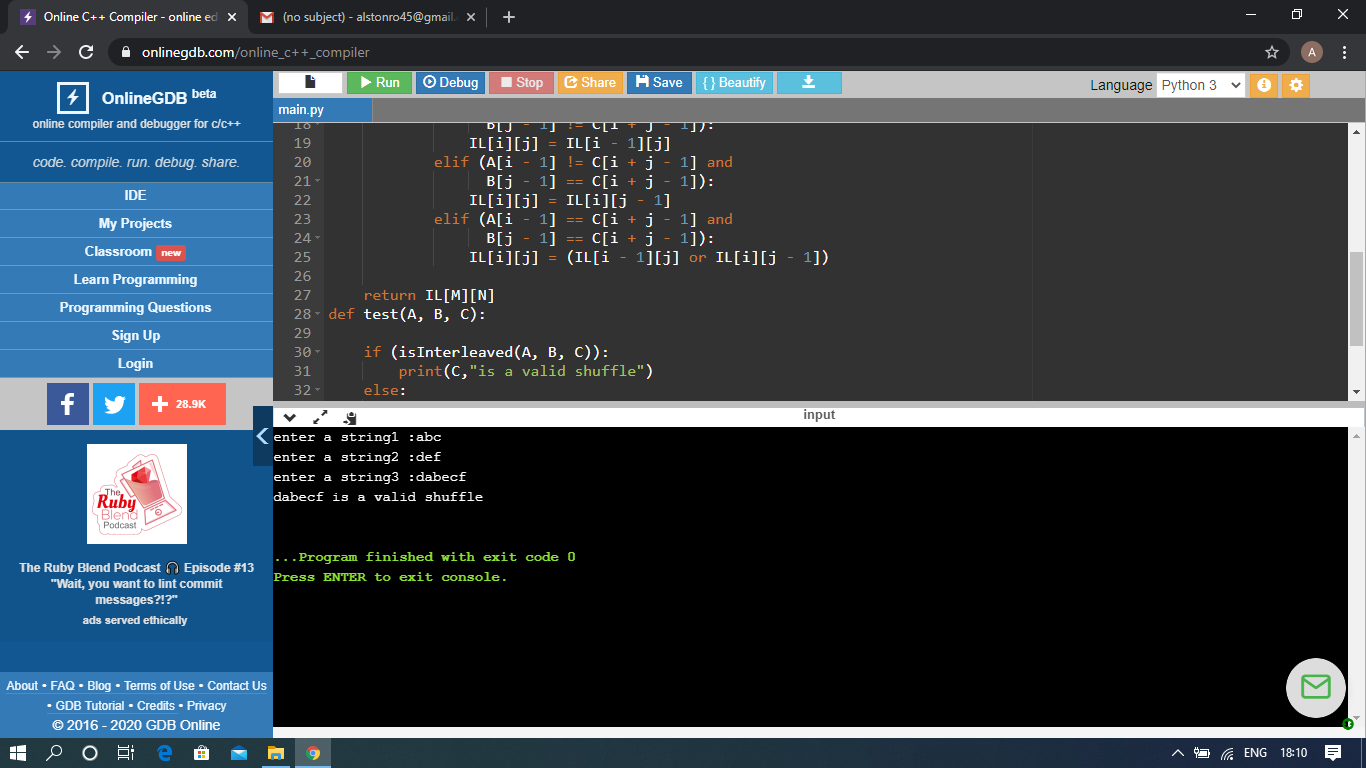 Online C++ Compiler - online ed
(no subject) - alstonro45@gmail.
onlinegdb.com/online_c++_compiler
A
OnlineGDB beta
online compiler and debugger for c/c++
code. compile. run. debug. share.
IDE
My Projects
Classroom new
Learn Programming
Programming Questions
Sign Up
Login
28.9K
The
Ruby
Blend
Podcast
The Ruby Blend Podcast 🎧 Episode #13
"Wait, you want to lint commit
messages?!?"
ads served ethically
About • FAQ • Blog • Terms of Use • Contact Us
• GDB Tutorial • Credits • Privacy
© 2016 - 2020 GDB Online
Run Debug Stop Share Save { } Beautify
Language Python 3
main.py
18 B[j - 1] != C[i + j - 1]):
19 IL[i][j] = IL[i - 1][j]
20 elif (A[i - 1] != C[i + j - 1] and
21 B[j - 1] == C[i + j - 1]):
22 IL[i][j] = IL[i][j - 1]
23 elif (A[i - 1] == C[i + j - 1] and
24 B[j - 1] == C[i + j - 1]):
25 IL[i][j] = (IL[i - 1][j] or IL[i][j - 1])
26
27 return IL[M][N]
28 def test(A, B, C):
29
30 if (isInterleaved(A, B, C)):
31 print(C,"is a valid shuffle")
32 else:
input
enter a string1 :abc
enter a string2 :def
enter a string3 :dabecf
dabecf is a valid shuffle
...Program finished with exit code 0
Press ENTER to exit console.
ENG 18:10